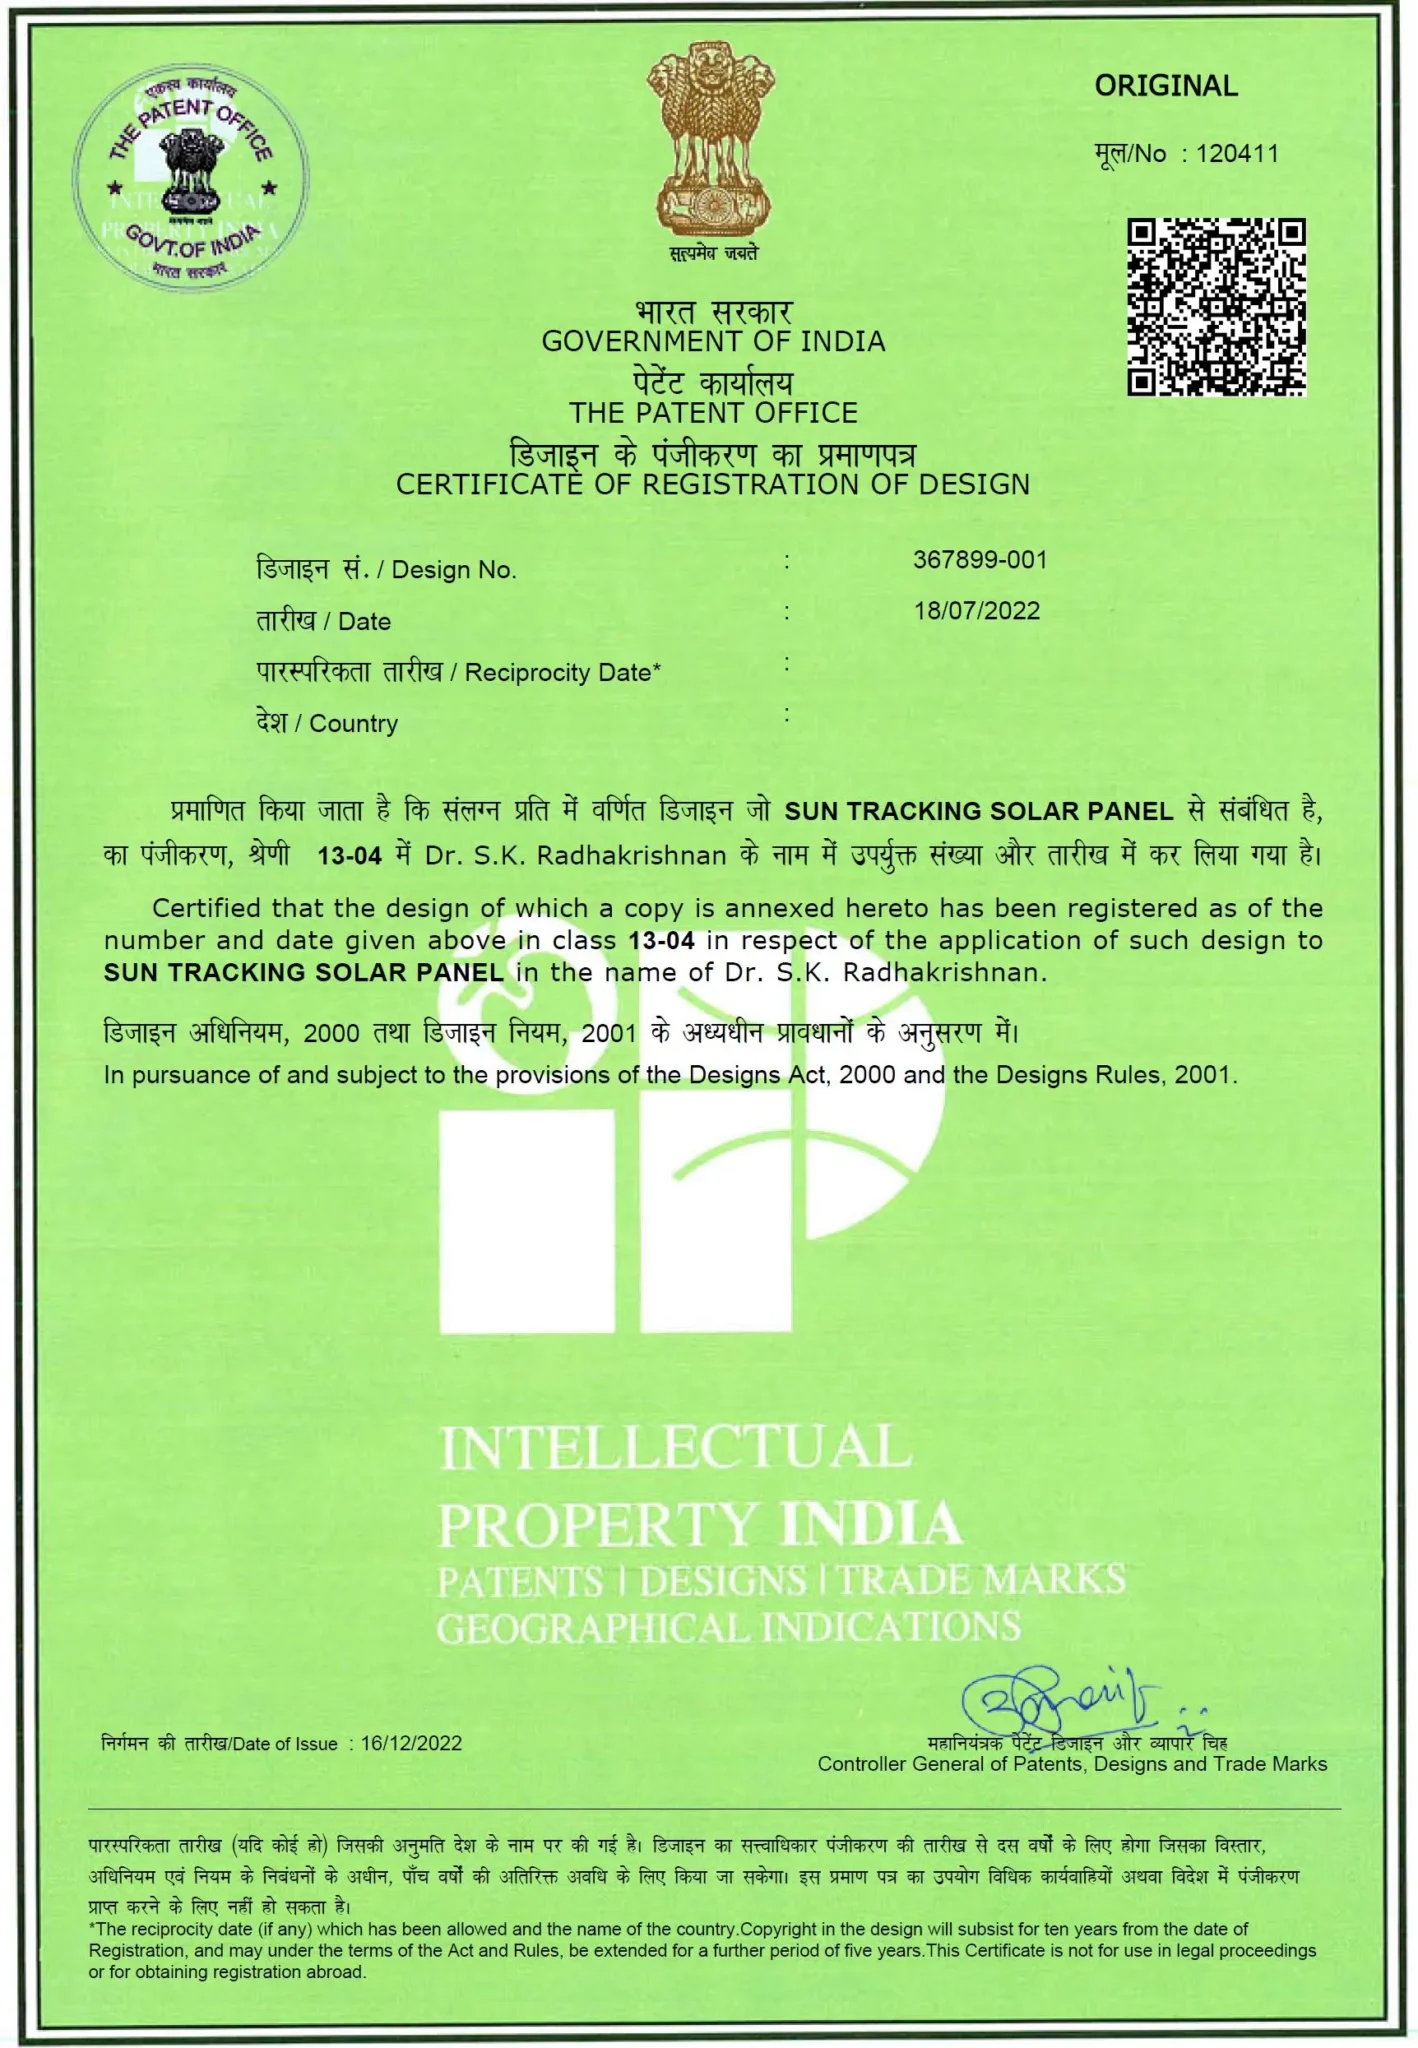 एकस्व कार्यालय
THE PATENT OFFICE
सत्यमेव जयते
GOVT.OF INDIA
भारत सरकार
ORIGINAL
मूल/No : 120411
सत्यमेव जयते
भारत सरकार
GOVERNMENT OF INDIA
पेटेंट कार्यालय
THE PATENT OFFICE
डिजाइन के पंजीकरण का प्रमाणपत्र
CERTIFICATE OF REGISTRATION OF DESIGN
डिजाइन सं. / Design No. : 367899-001
तारीख / Date : 18/07/2022
पारस्परिकता तारीख / Reciprocity Date* :
देश / Country :
प्रमाणित किया जाता है कि संलग्न प्रति में वर्णित डिजाइन जो SUN TRACKING SOLAR PANEL से संबंधित है,
का पंजीकरण, श्रेणी 13-04 में Dr. S.K. Radhakrishnan के नाम में उपर्युक्त संख्या और तारीख में कर लिया गया है।
Certified that the design of which a copy is annexed hereto has been registered as of the
number and date given above in class 13-04 in respect of the application of such design to
SUN TRACKING SOLAR PANEL in the name of Dr. S.K. Radhakrishnan.
डिजाइन अधिनियम, 2000 तथा डिजाइन नियम, 2001 के अध्यधीन प्रावधानों के अनुसरण में।
In pursuance of and subject to the provisions of the Designs Act, 2000 and the Designs Rules, 2001.
INTELLECTUAL
PROPERTY INDIA
PATENTS | DESIGNS | TRADE MARKS
GEOGRAPHICAL INDICATIONS
निर्गमन की तारीख/Date of Issue : 16/12/2022
महानियंत्रक पेटेंट डिजाइन और व्यापार चिह्न
Controller General of Patents, Designs and Trade Marks
पारस्परिकता तारीख (यदि कोई हो) जिसकी अनुमति देश के नाम पर की गई है। डिजाइन का सत्त्वाधिकार पंजीकरण की तारीख से दस वर्षों के लिए होगा जिसका विस्तार,
अधिनियम एवं नियम के निबंधनों के अधीन, पाँच वर्षों की अतिरिक्त अवधि के लिए किया जा सकेगा। इस प्रमाण पत्र का उपयोग विधिक कार्यवाहियों अथवा विदेश में पंजीकरण
प्राप्त करने के लिए नहीं हो सकता है।
*The reciprocity date (if any) which has been allowed and the name of the country.Copyright in the design will subsist for ten years from the date of
Registration, and may under the terms of the Act and Rules, be extended for a further period of five years.This Certificate is not for use in legal proceedings
or for obtaining registration abroad.